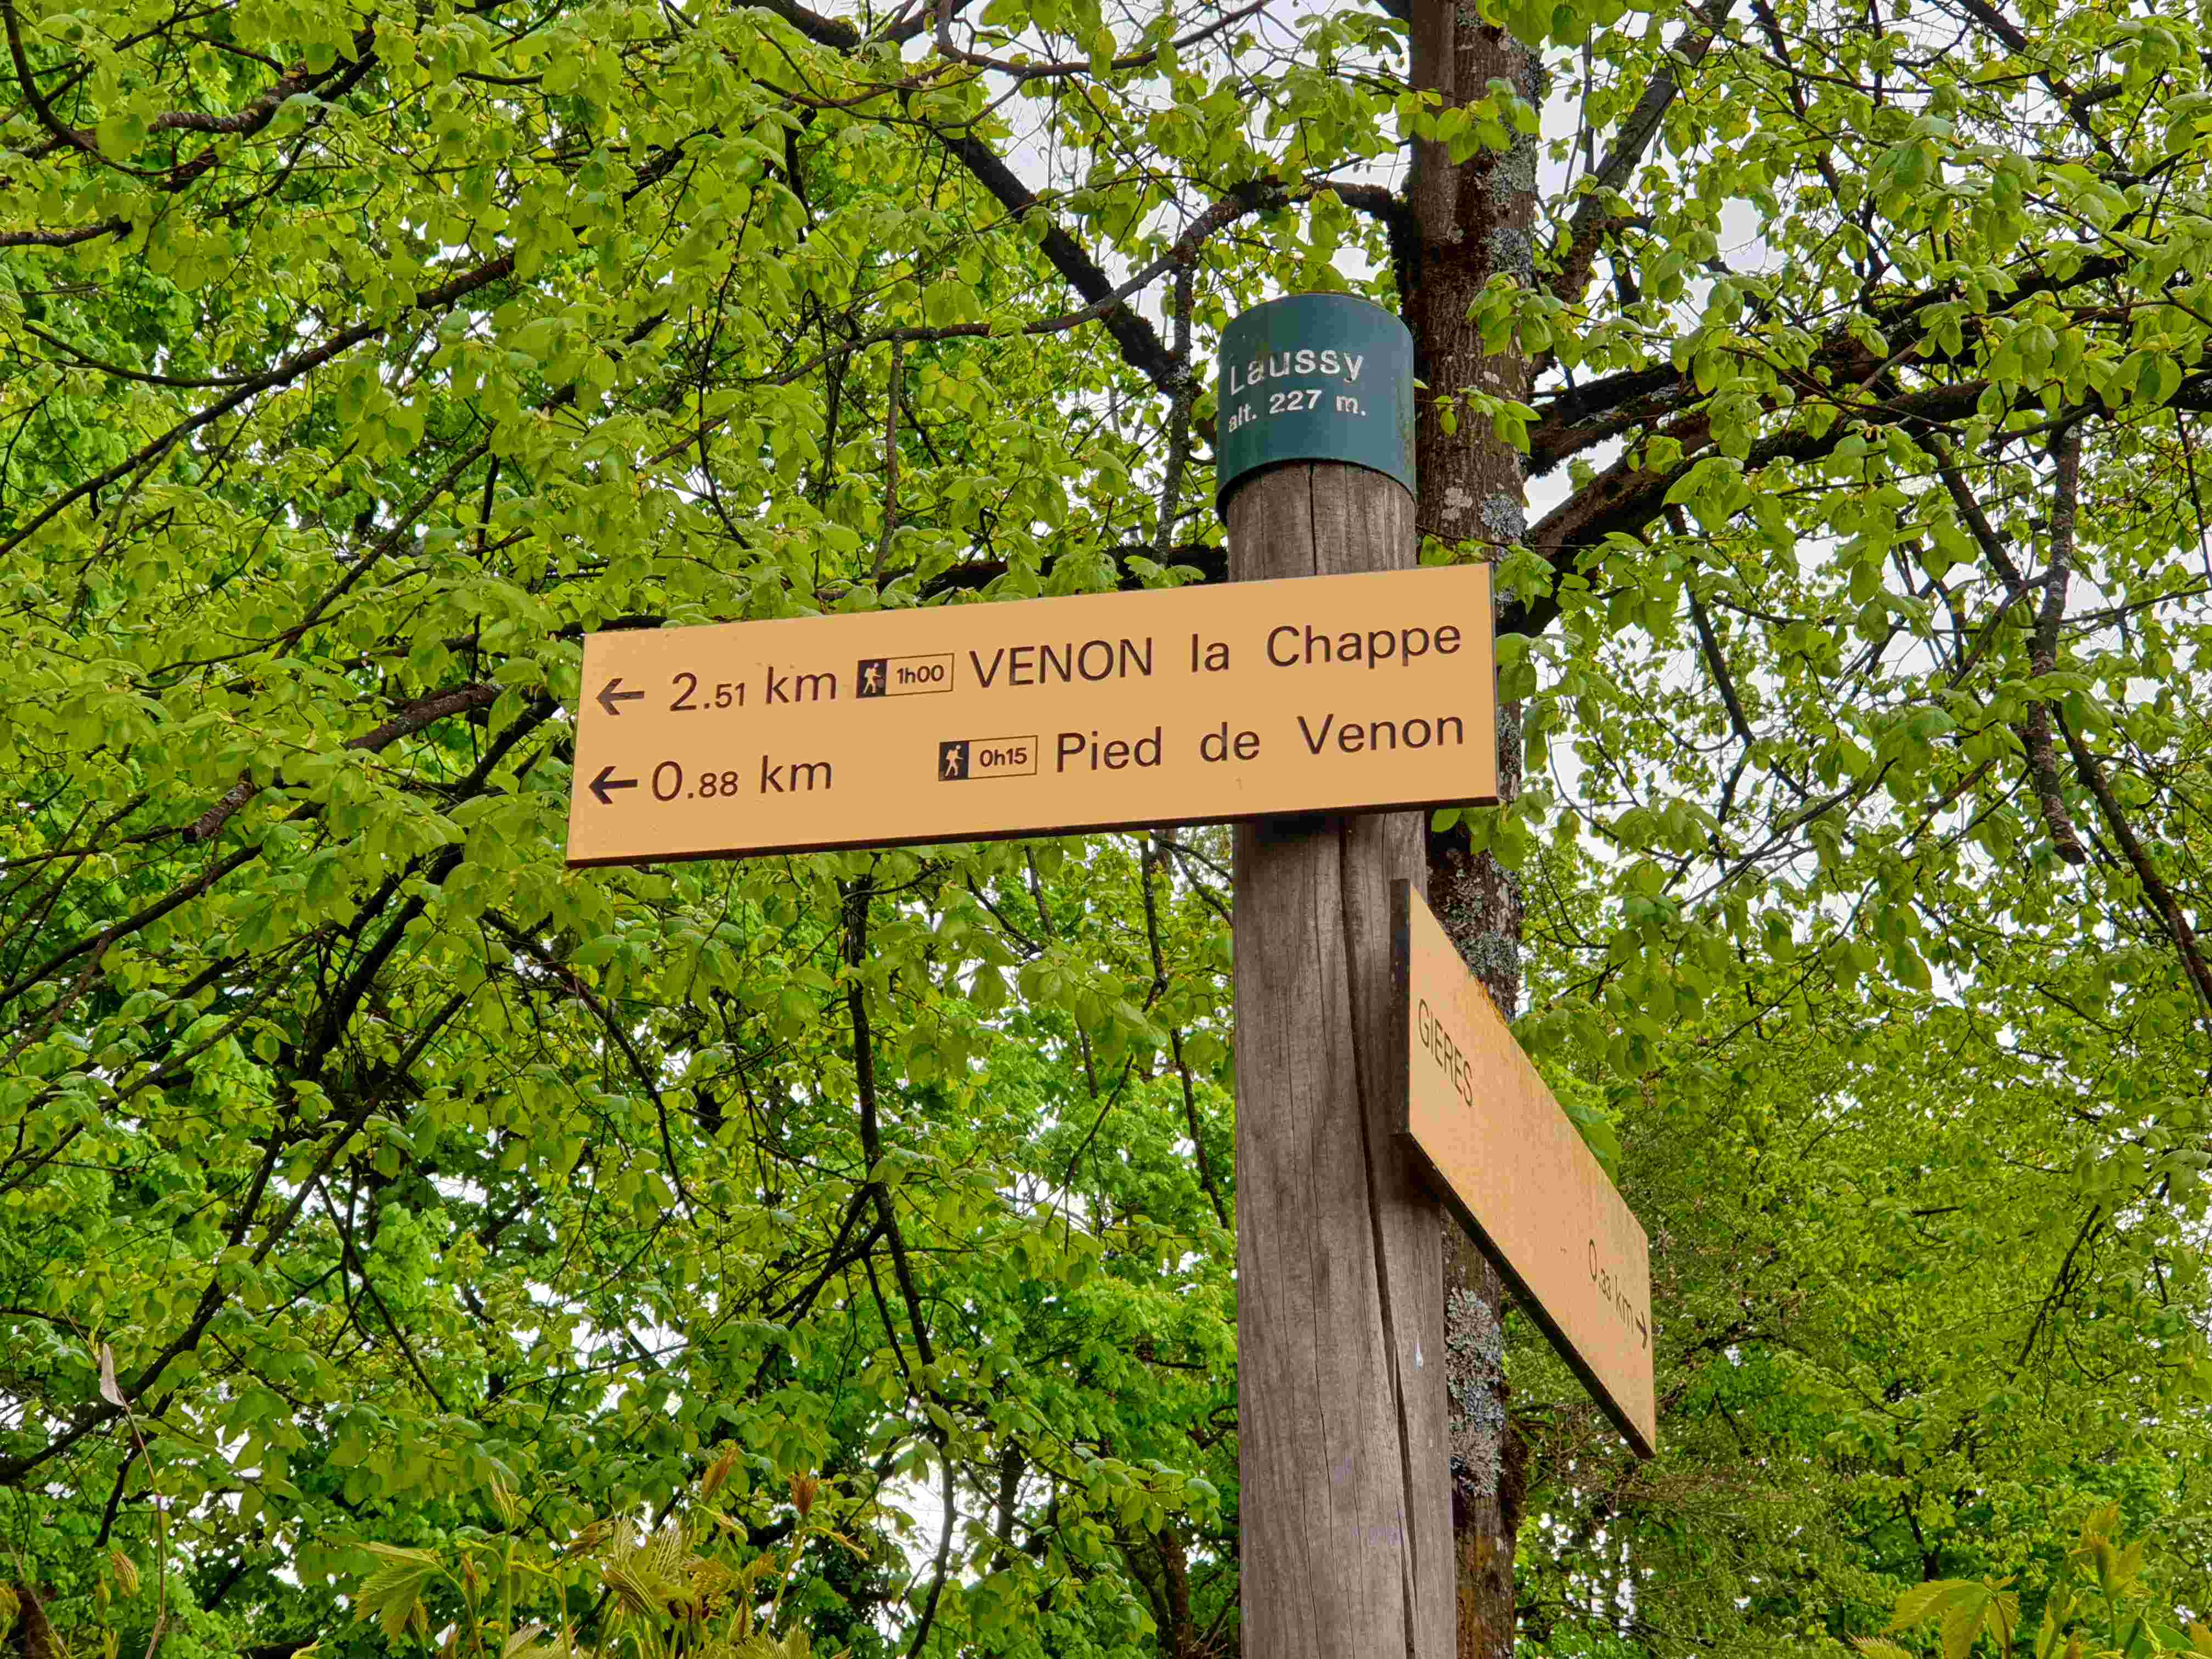 Laussy
alt. 227 m.
← 2.51 km 1h00 VENON la Chappe
← 0.88 km 0h15 Pied de Venon
GIERES
0.33 km →